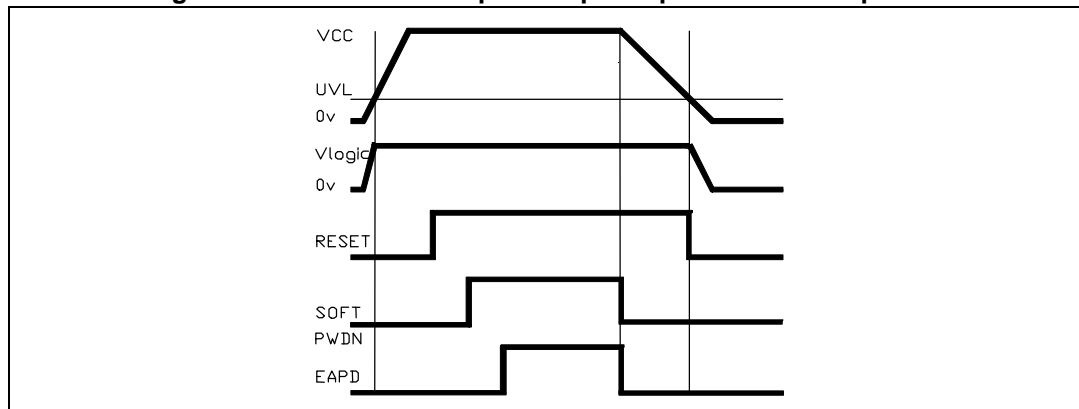 VCC
UVL
0v
Vlogic
0v
RESET
SOFT
PWDN
EAPD